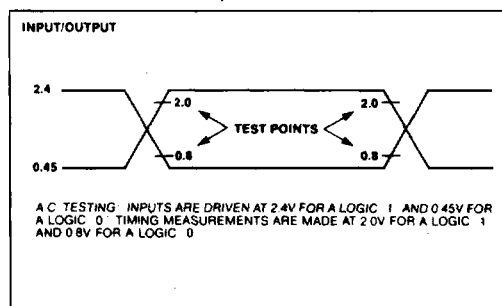 INPUT/OUTPUT
2.4
2.0
2.0
TEST POINTS
0.8
0.8
0.45
A C TESTING INPUTS ARE DRIVEN AT 2.4V FOR A LOGIC 1 AND 0 45V FOR
A LOGIC 0 TIMING MEASUREMENTS ARE MADE AT 2 0V FOR A LOGIC 1
AND 0 8V FOR A LOGIC 0